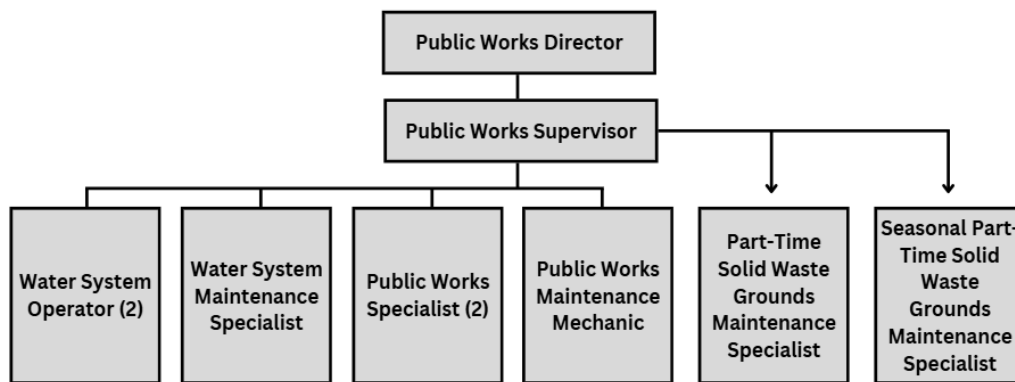 Public Works Director
Public Works Supervisor
Water System
Operator (2)
Water System
Maintenance
Specialist
Public Works
Specialist (2)
Public Works
Maintenance
Mechanic
Part-Time
Solid Waste
Grounds
Maintenance
Specialist
Seasonal Part-
Time Solid
Waste
Grounds
Maintenance
Specialist